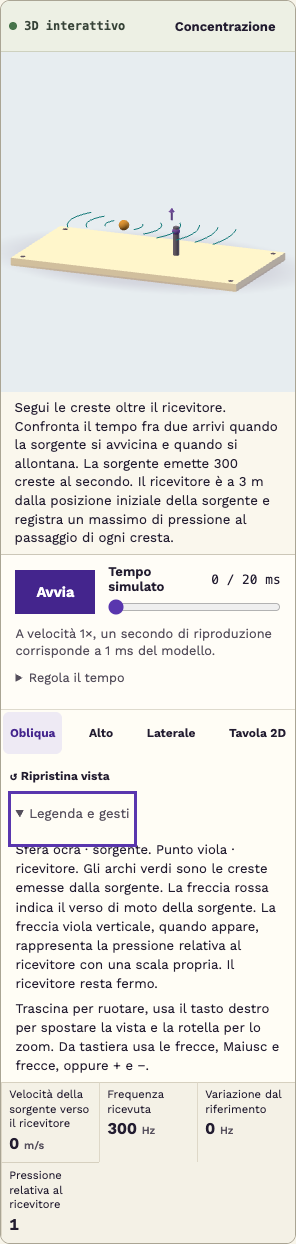 3D interattivo
Concentrazione
Segui le creste oltre il ricevitore.
Confronta il tempo fra due arrivi quando
la sorgente si avvicina e quando si
allontana. La sorgente emette 300
creste al secondo. Il ricevitore è a 3 m
dalla posizione iniziale della sorgente e
registra un massimo di pressione al
passaggio di ogni cresta.
Avvia
Tempo
simulato
0 / 20 ms
A velocità 1×, un secondo di riproduzione
corrisponde a 1 ms del modello.
▶ Regola il tempo
Obliqua
Alto
Laterale
Tavola 2D
↺ Ripristina vista
▼ Legenda e gesti
Sfera ocra · sorgente. Punto viola ·
ricevitore. Gli archi verdi sono le creste
emesse dalla sorgente. La freccia rossa
indica il verso di moto della sorgente. La
freccia viola verticale, quando appare,
rappresenta la pressione relativa al
ricevitore con una scala propria. Il
ricevitore resta fermo.
Trascina per ruotare, usa il tasto destro
per spostare la vista e la rotella per lo
zoom. Da tastiera usa le frecce, Maiusc e
frecce, oppure + e −.
Velocità della
sorgente verso
il ricevitore
0 m/s
Frequenza
ricevuta
300 Hz
Variazione dal
riferimento
0 Hz
Pressione
relativa al
ricevitore
1